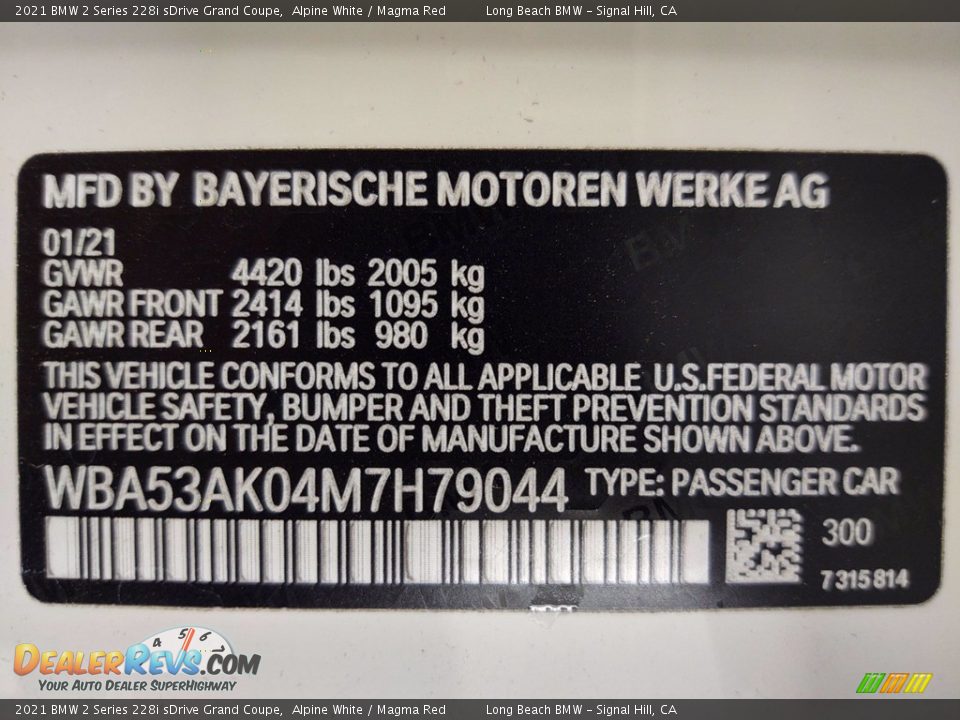 2021 BMW 2 Series 228i sDrive Grand Coupe, Alpine White / Magma Red Long Beach BMW - Signal Hill, CA
MFD BY BAYERISCHE MOTOREN WERKE AG
01/21
GVWR 4420 lbs 2005 kg
GAWR FRONT 2414 lbs 1095 kg
GAWR REAR 2161 lbs 980 kg
THIS VEHICLE CONFORMS TO ALL APPLICABLE U.S.FEDERAL MOTOR
VEHICLE SAFETY, BUMPER AND THEFT PREVENTION STANDARDS
IN EFFECT ON THE DATE OF MANUFACTURE SHOWN ABOVE.
WBA53AK04M7H79044 TYPE: PASSENGER CAR
300
7 315 814
4 5 6
DEALERREVS.COM
YOUR AUTO DEALER SUPERHIGHWAY
2021 BMW 2 Series 228i sDrive Grand Coupe, Alpine White / Magma Red Long Beach BMW - Signal Hill, CA